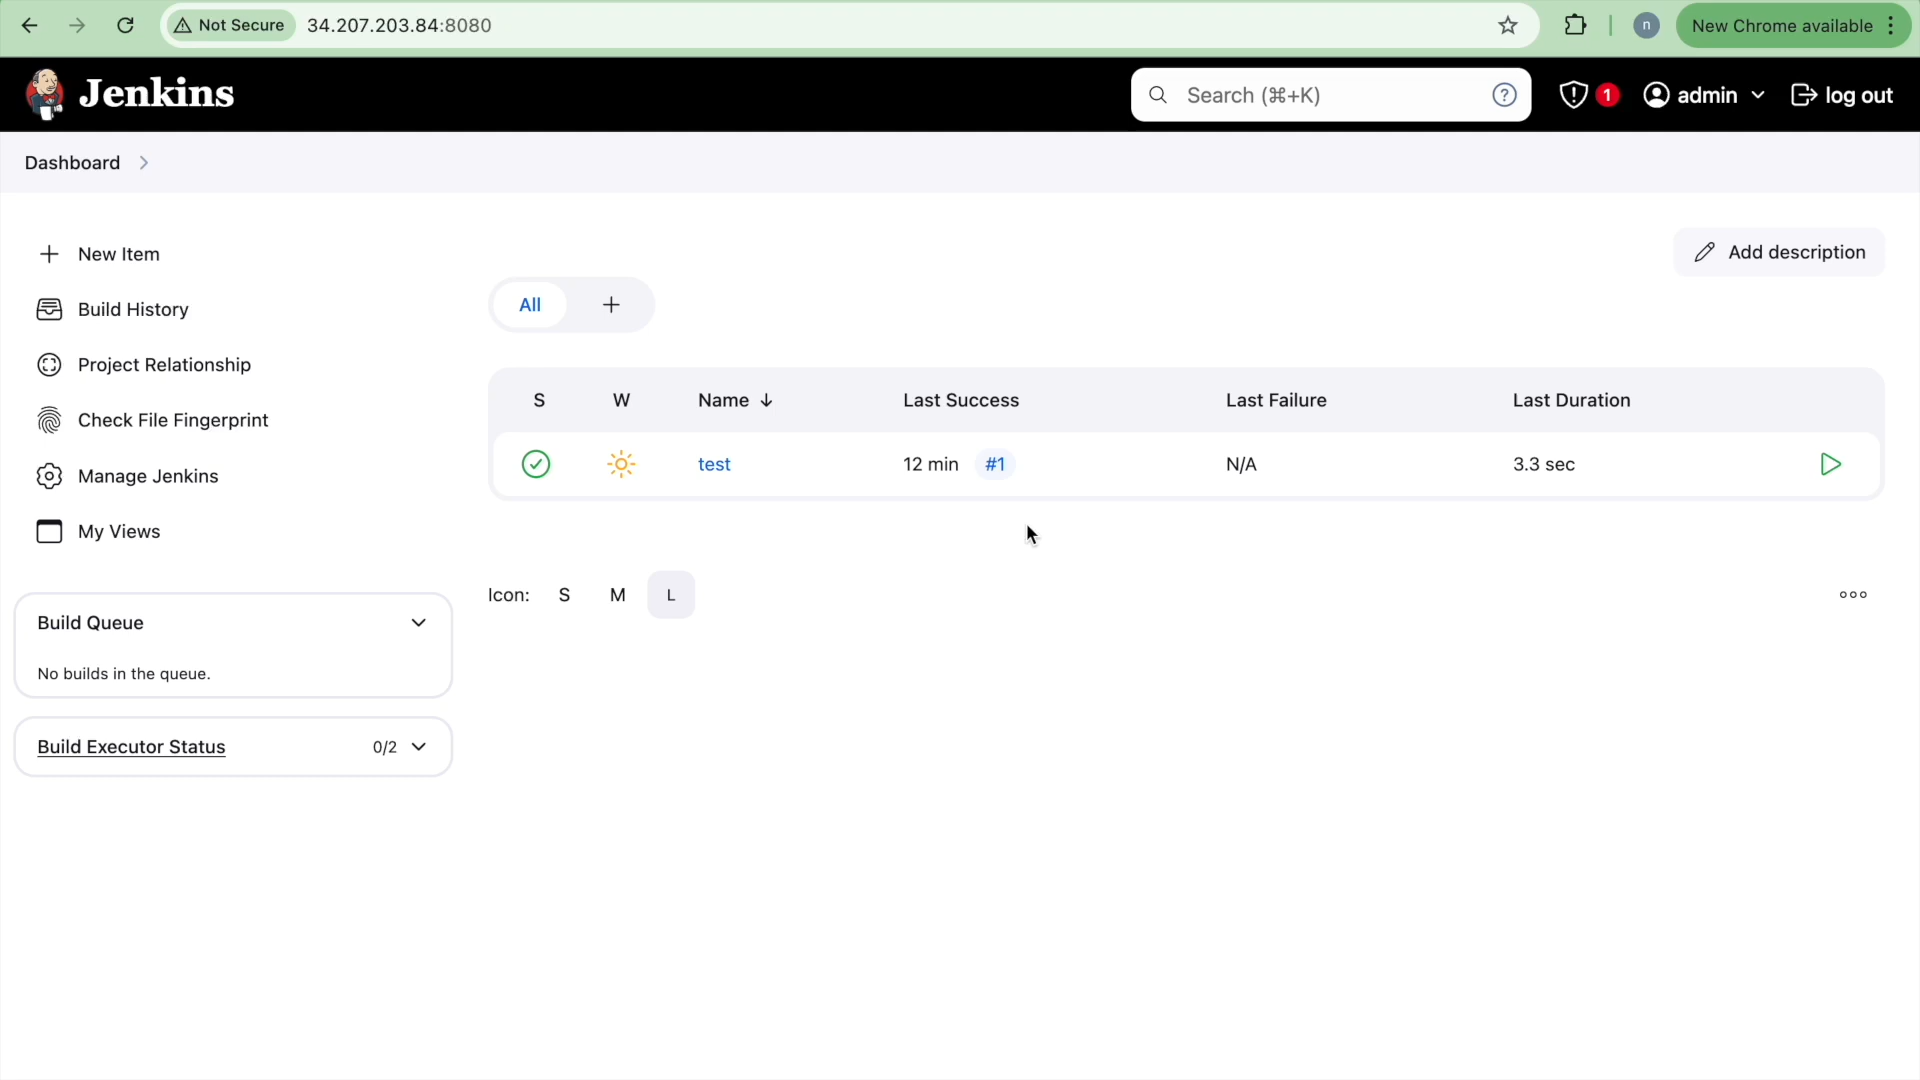 Not Secure 34.207.203.84:8080 n New Chrome available
Jenkins Search (⌘+K) ? 1 admin log out
Dashboard
New Item
Build History
Project Relationship
Check File Fingerprint
Manage Jenkins
My Views
Build Queue
No builds in the queue.
Build Executor Status 0/2
Add description
All +
S W Name ↓ Last Success Last Failure Last Duration
test 12 min #1 N/A 3.3 sec
Icon: S M L